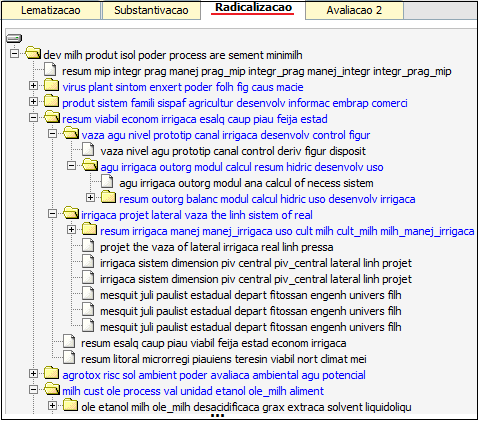 Lematizacao Substantivacao Radicalizacao Avaliacao 2
dev milh produt isol poder process are sement minimilh
resum mip integr prag manej prag_mip integr_prag manej_integr integr_prag_mip
virus plant sintom enxert poder folh fig caus macie
produt sistem famili sispaf agricultur desenvolv informac embrap comerci
resum viabil econom irrigaca esalq caup piau feija estad
vaza agu nivel prototip canal irrigaca desenvolv control figur
vaza nivel agu prototip canal control deriv figur disposit
agu irrigaca outorg modul calcul resum hidric desenvolv uso
agu irrigaca outorg modul ana calcul of necess sistem
resum outorg balanc modul calcul hidric uso desenvolv irrigaca
irrigaca projet lateral vaza the linh sistem of real
resum irrigaca manej manej_irrigaca uso cult milh cult_milh milh_manej_irrigaca
projet the vaza of lateral irrigaca real linh pressa
irrigaca sistem dimension piv central piv_central lateral linh projet
irrigaca sistem dimension piv central piv_central lateral linh projet
mesquit juli paulist estadual depart fitossan engenh univers filh
mesquit juli paulist estadual depart fitossan engenh univers filh
mesquit juli paulist estadual depart fitossan engenh univers filh
resum esalq caup piau viabil feija estad econom irrigaca
resum litoral microrregi piauiens teresin viabil nort climat mei
agrotox risc sol ambient poder avaliaca ambiental agu potencial
milh cust ole process val unidad etanol ole_milh aliment
ole etanol milh ole_milh desacidificaca grax extraca solvent liquidoliqu
...